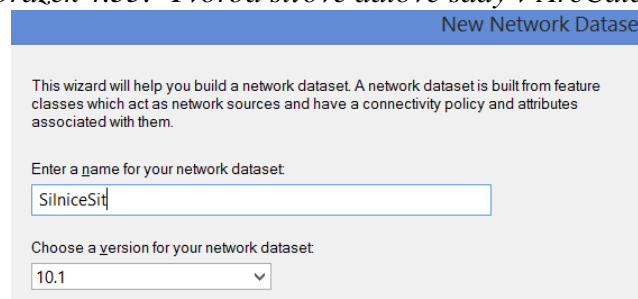 New Network Datase
This wizard will help you build a network dataset. A network dataset is built from feature
classes which act as network sources and have a connectivity policy and attributes
associated with them.
Enter a name for your network dataset:
SilniceSit
Choose a version for your network dataset:
10.1